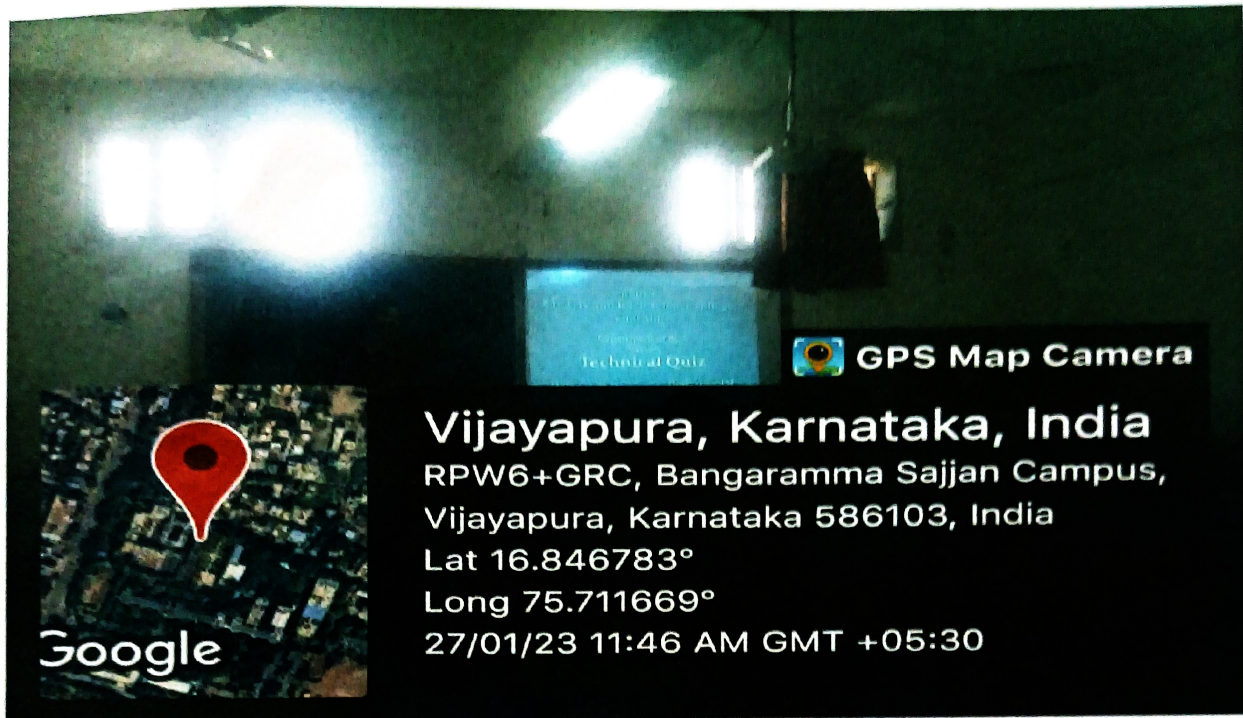 Technical Quiz
GPS Map Camera
Vijayapura, Karnataka, India
RPW6+GRC, Bangaramma Sajjan Campus,
Vijayapura, Karnataka 586103, India
Lat 16.846783°
Long 75.711669°
27/01/23 11:46 AM GMT +05:30
Google